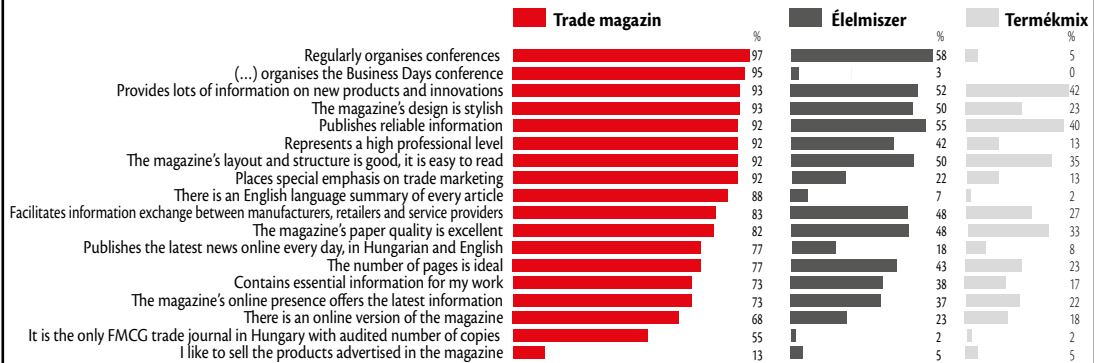 Trade magazin Élelmiszer Termékmix
% % %
Regularly organises conferences 97 58 5
(...) organises the Business Days conference 95 3 0
Provides lots of information on new products and innovations 93 52 42
The magazine's design is stylish 93 50 23
Publishes reliable information 92 55 40
Represents a high professional level 92 42 13
The magazine's layout and structure is good, it is easy to read 92 50 35
Places special emphasis on trade marketing 92 22 13
There is an English language summary of every article 88 7 2
Facilitates information exchange between manufacturers, retailers and service providers 83 48 27
The magazine's paper quality is excellent 82 48 33
Publishes the latest news online every day, in Hungarian and English 77 18 8
The number of pages is ideal 77 43 23
Contains essential information for my work 73 38 17
The magazine's online presence offers the latest information 73 37 22
There is an online version of the magazine 68 23 18
It is the only FMCG trade journal in Hungary with audited number of copies 55 2 2
I like to sell the products advertised in the magazine 13 5 5